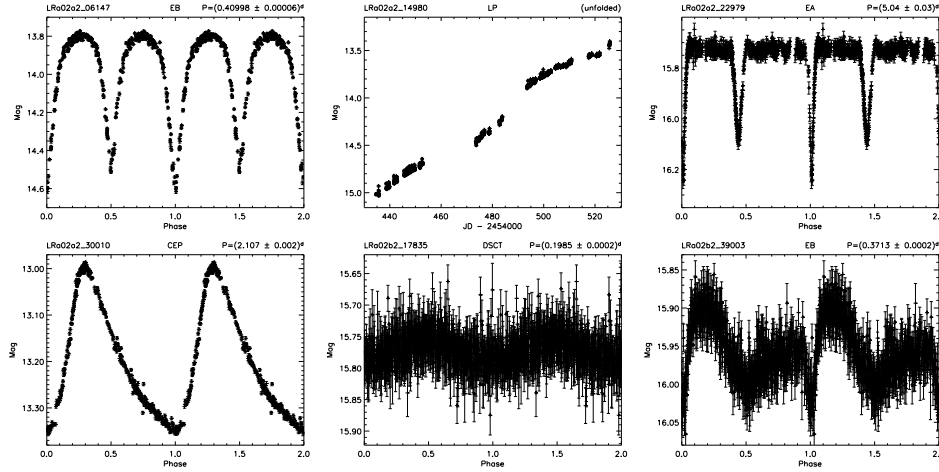 LRa02a2_06147 EB P=(0.40998 ± 0.00006)ᵈ
13.8
14.0
14.2
14.4
14.6
Mag
0.0 0.5 1.0 1.5 2.0
Phase
LRa02a2_14980 LP (unfolded)
13.5
14.0
14.5
15.0
Mag
440 460 480 500 520
JD - 2454000
LRa02a2_22979 EA P=(5.04 ± 0.03)ᵈ
15.8
16.0
16.2
Mag
0.0 0.5 1.0 1.5 2.0
Phase
LRa02a2_30010 CEP P=(2.107 ± 0.002)ᵈ
13.00
13.10
13.20
13.30
Mag
0.0 0.5 1.0 1.5 2.0
Phase
LRa02b2_17835 DSCT P=(0.1985 ± 0.0002)ᵈ
15.65
15.70
15.75
15.80
15.85
15.90
Mag
0.0 0.5 1.0 1.5 2.0
Phase
LRa02b2_39003 EB P=(0.3713 ± 0.0002)ᵈ
15.85
15.90
15.95
16.00
16.05
Mag
0.0 0.5 1.0 1.5 2.0
Phase